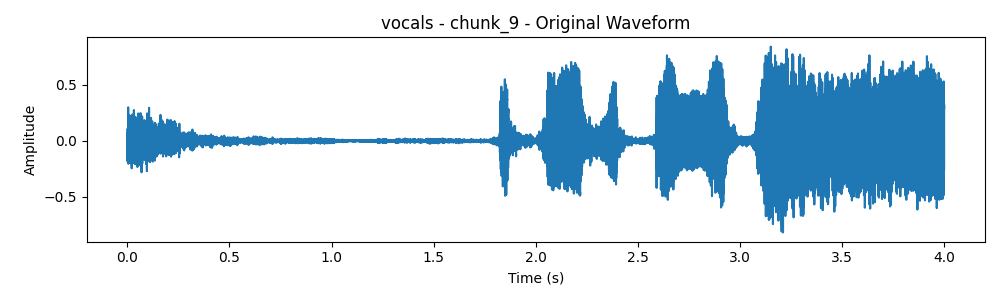 vocals - chunk_9 - Original Waveform
Amplitude
0.5
0.0
−0.5
0.0 0.5 1.0 1.5 2.0 2.5 3.0 3.5 4.0
Time (s)